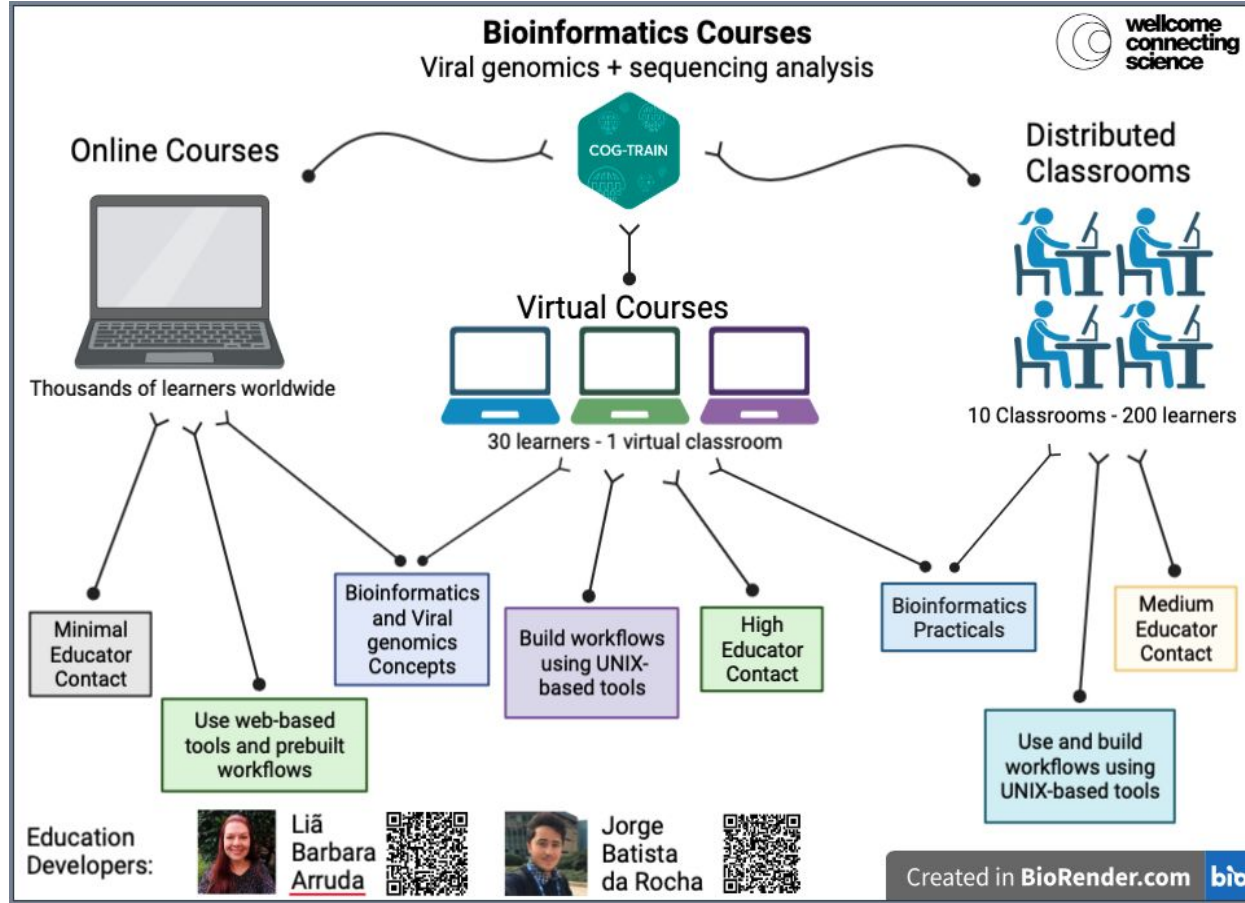 Bioinformatics Courses
Viral genomics + sequencing analysis
wellcome
connecting
science
COG-TRAIN
Online Courses
Distributed
Classrooms
Virtual Courses
Thousands of learners worldwide
30 learners - 1 virtual classroom
10 Classrooms - 200 learners
Minimal
Educator
Contact
Use web-based
tools and prebuilt
workflows
Bioinformatics
and Viral
genomics
Concepts
Build workflows
using UNIX-
based tools
High
Educator
Contact
Bioinformatics
Practicals
Use and build
workflows using
UNIX-based tools
Medium
Educator
Contact
Education
Developers:
Liã
Barbara
Arruda
Jorge
Batista
da Rocha
Created in BioRender.com
bio